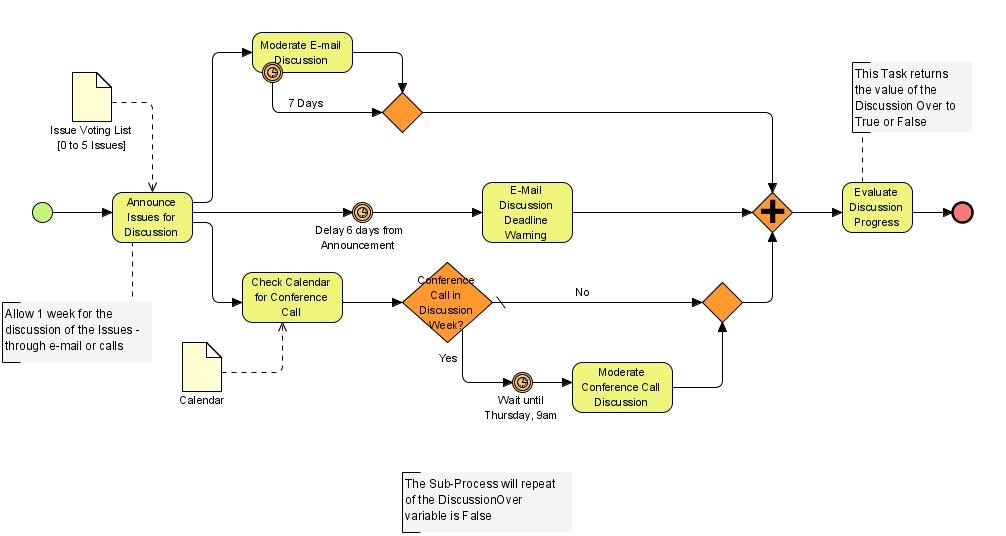 Moderate E-mail
Discussion
7 Days
This Task returns
the value of the
Discussion Over to
True or False
Issue Voting List
[0 to 5 Issues]
Announce
Issues for
Discussion
Delay 6 days from
Announcement
E-Mail
Discussion
Deadline
Warning
Evaluate
Discussion
Progress
Allow 1 week for the
discussion of the Issues -
through e-mail or calls
Check Calendar
for Conference
Call
Conference
Call in
Discussion
Week?
No
Yes
Calendar
Wait until
Thursday, 9am
Moderate
Conference Call
Discussion
The Sub-Process will repeat
of the DiscussionOver
variable is False